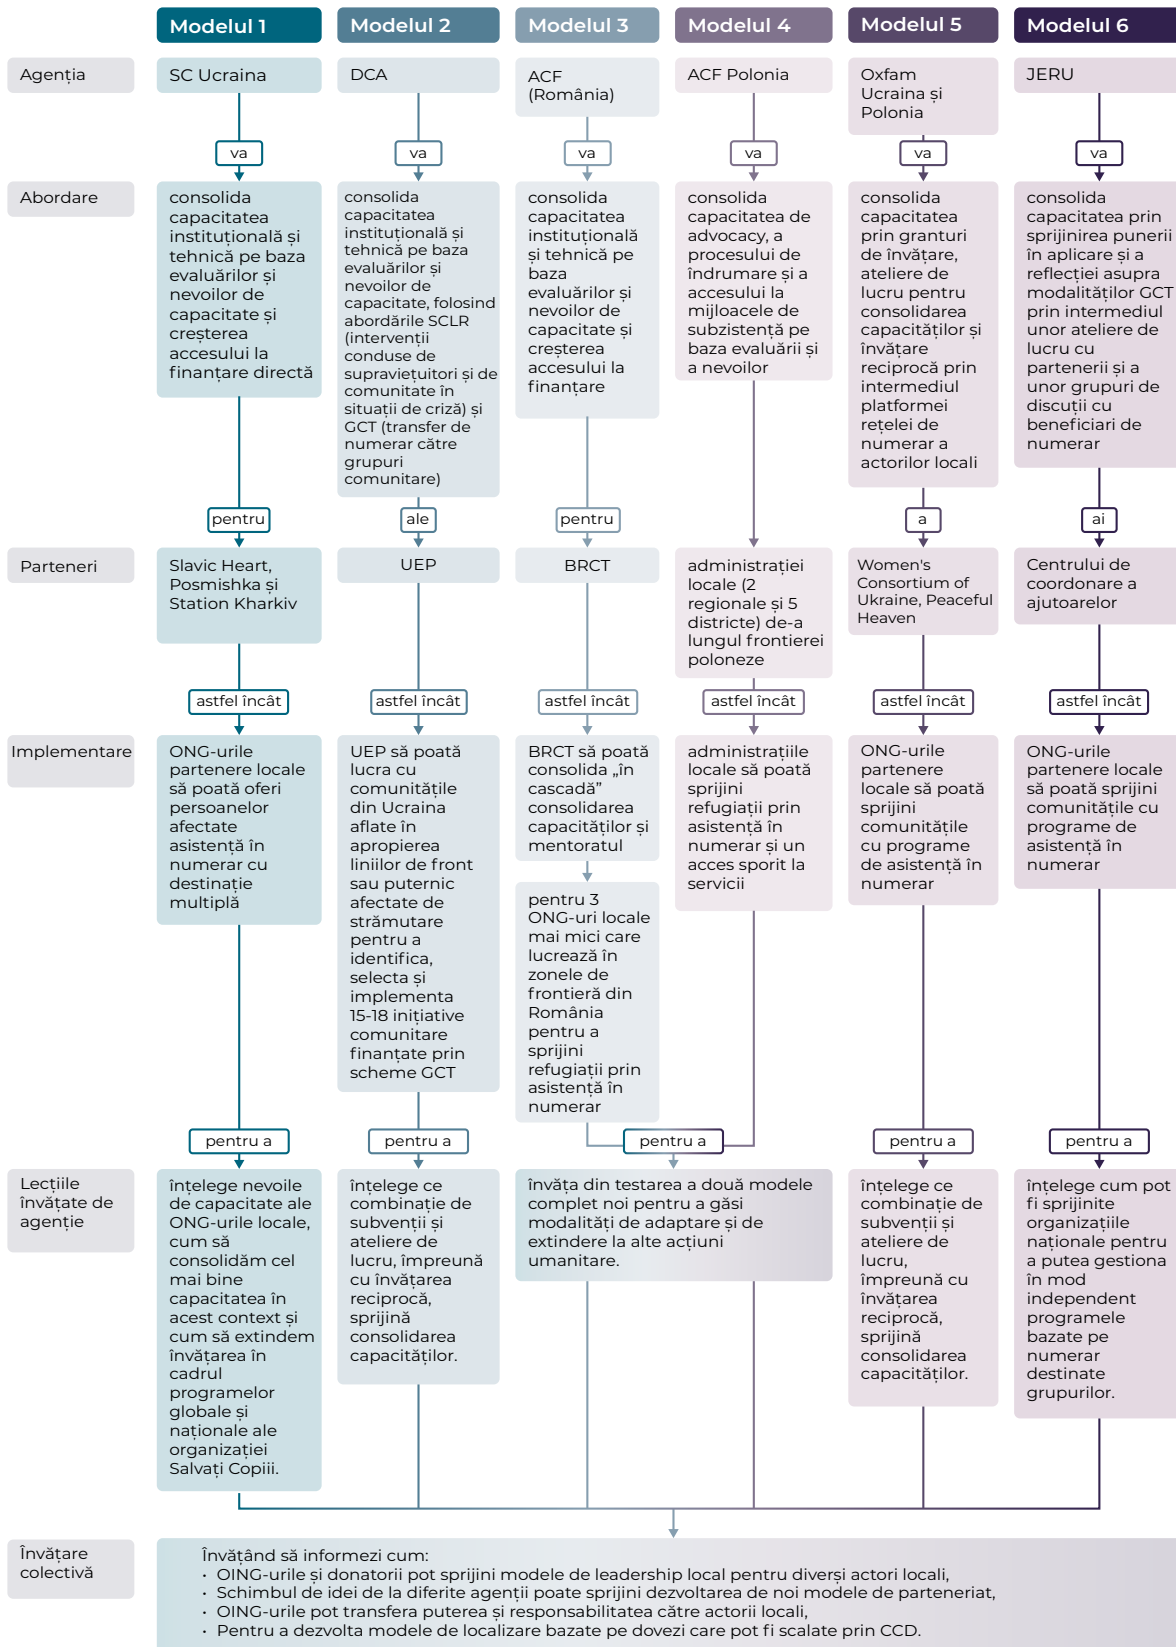 Modelul 1
Modelul 2
Modelul 3
Modelul 4
Modelul 5
Modelul 6
Agenția
SC Ucraina
DCA
ACF
(România)
ACF Polonia
Oxfam
Ucraina și
Polonia
JERU
va
va
va
va
va
va
Abordare
consolida
capacitatea
instituțională și
tehnică pe baza
evaluărilor și
nevoilor de
capacitate și
creșterea
accesului la
finanțare directă
consolida
capacitatea
instituțională și
tehnică pe baza
evaluărilor și
nevoilor de
capacitate, folosind
abordările SCLR
(intervenții
conduse de
supraviețuitori și de
comunitate în
situații de criză) și
GCT (transfer de
numerar către
grupuri
comunitare)
consolida
capacitatea
instituțională
și tehnică pe
baza
evaluărilor și
nevoilor de
capacitate și
creșterea
accesului la
finanțare
consolida
capacitatea de
advocacy, a
procesului de
îndrumare și a
accesului la
mijloacele de
subzistență pe
baza evaluării și
a nevoilor
consolida
capacitatea
prin granturi
de învățare,
ateliere de
lucru pentru
consolidarea
capacităților și
învățare
reciprocă prin
intermediul
platformei
rețelei de
numerar a
actorilor locali
consolida
capacitatea prin
sprijinirea punerii
în aplicare și a
reflecției asupra
modalităților GCT
prin intermediul
unor ateliere de
lucru cu
partenerii și a
unor grupuri de
discuții cu
beneficiari de
numerar
pentru
ale
pentru
a
ai
Parteneri
Slavic Heart,
Posmishka și
Station Kharkiv
UEP
BRCT
administrației
locale (2
regionale și 5
districte) de-a
lungul frontierei
poloneze
Women's
Consortium of
Ukraine, Peaceful
Heaven
Centrului de
coordonare a
ajutoarelor
astfel încât
astfel încât
astfel încât
astfel încât
astfel încât
astfel încât
Implementare
ONG-urile
partenere locale
să poată oferi
persoanelor
afectate
asistență în
numerar cu
destinație
multiplă
UEP să poată
lucra cu
comunitățile
din Ucraina
aflate în
apropierea
liniilor de front
sau puternic
afectate de
strămutare
pentru a
identifica,
selecta și
implementa
15-18 inițiative
comunitare
finanțate prin
scheme GCT
BRCT să poată
consolida „în
cascadă”
consolidarea
capacităților și
mentoratul
pentru 3
ONG-uri locale
mai mici care
lucrează în
zonele de
frontieră din
România
pentru a
sprijini
refugiații prin
asistență în
numerar
administrațiile
locale să poată
sprijini
refugiații prin
asistență în
numerar și un
acces sporit la
servicii
ONG-urile
partenere
locale să poată
sprijini
comunitățile
cu programe
de asistență în
numerar
ONG-urile
partenere locale
să poată sprijini
comunitățile cu
programe de
asistență în
numerar
pentru a
pentru a
pentru a
pentru a
pentru a
Lecțiile
învățate de
agenție
înțelege nevoile
de capacitate ale
ONG-urile locale,
cum să
consolidăm cel
mai bine
capacitatea în
acest context și
cum să extindem
învățarea în
cadrul
programelor
globale și
naționale ale
organizației
Salvați Copiii.
înțelege ce
combinație de
subvenții și
ateliere de
lucru, împreună
cu învățarea
reciprocă,
sprijină
consolidarea
capacităților.
învăța din testarea a două modele
complet noi pentru a găsi
modalități de adaptare și de
extindere la alte acțiuni
umanitare.
înțelege ce
combinație de
subvenții și
ateliere de
lucru,
împreună cu
învățarea
reciprocă,
sprijină
consolidarea
capacităților.
înțelege cum pot
fi sprijinite
organizațiile
naționale pentru
a putea gestiona
în mod
independent
programele
bazate pe
numerar
destinate
grupurilor.
Învățare
colectivă
Învățând să informezi cum:
• OING-urile și donatorii pot sprijini modele de leadership local pentru diverși actori locali,
• Schimbul de idei de la diferite agenții poate sprijini dezvoltarea de noi modele de parteneriat,
• OING-urile pot transfera puterea și responsabilitatea către actorii locali,
• Pentru a dezvolta modele de localizare bazate pe dovezi care pot fi scalate prin CCD.